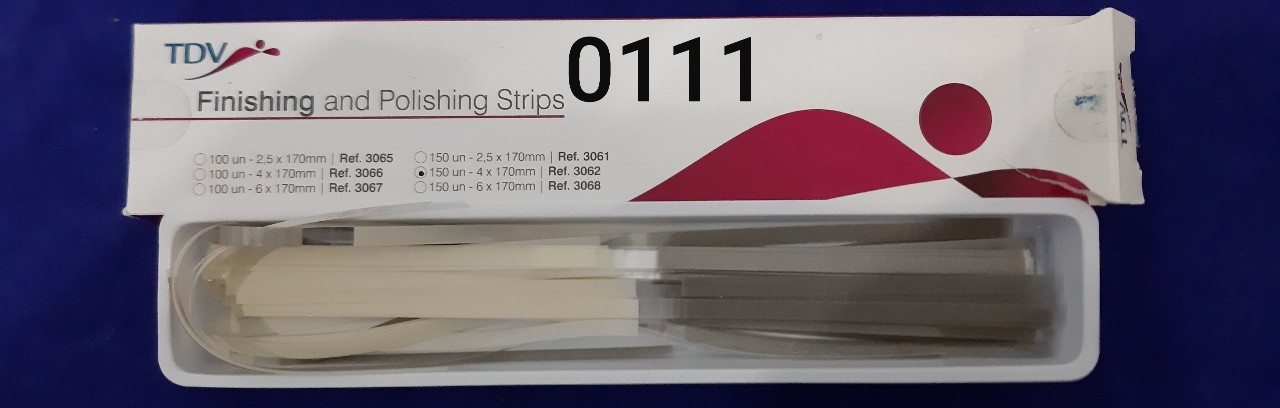 TDV
0111
Finishing and Polishing Strips
100 un - 2,5 x 170mm | Ref. 3065
100 un - 4 x 170mm | Ref. 3066
100 un - 6 x 170mm | Ref. 3067
150 un - 2,5 x 170mm | Ref. 3061
150 un - 4 x 170mm | Ref. 3062
150 un - 6 x 170mm | Ref. 3068
TDV